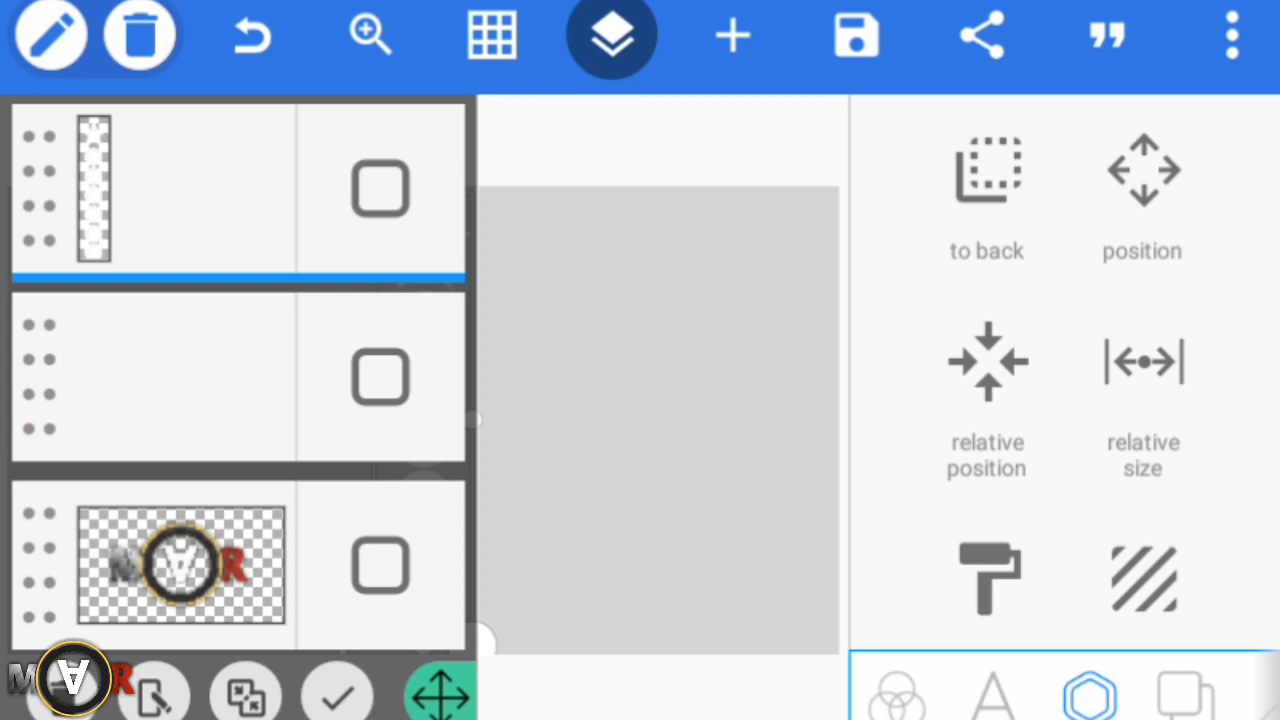 to back
position
relative
position
relative
size
M∀R
M∀R